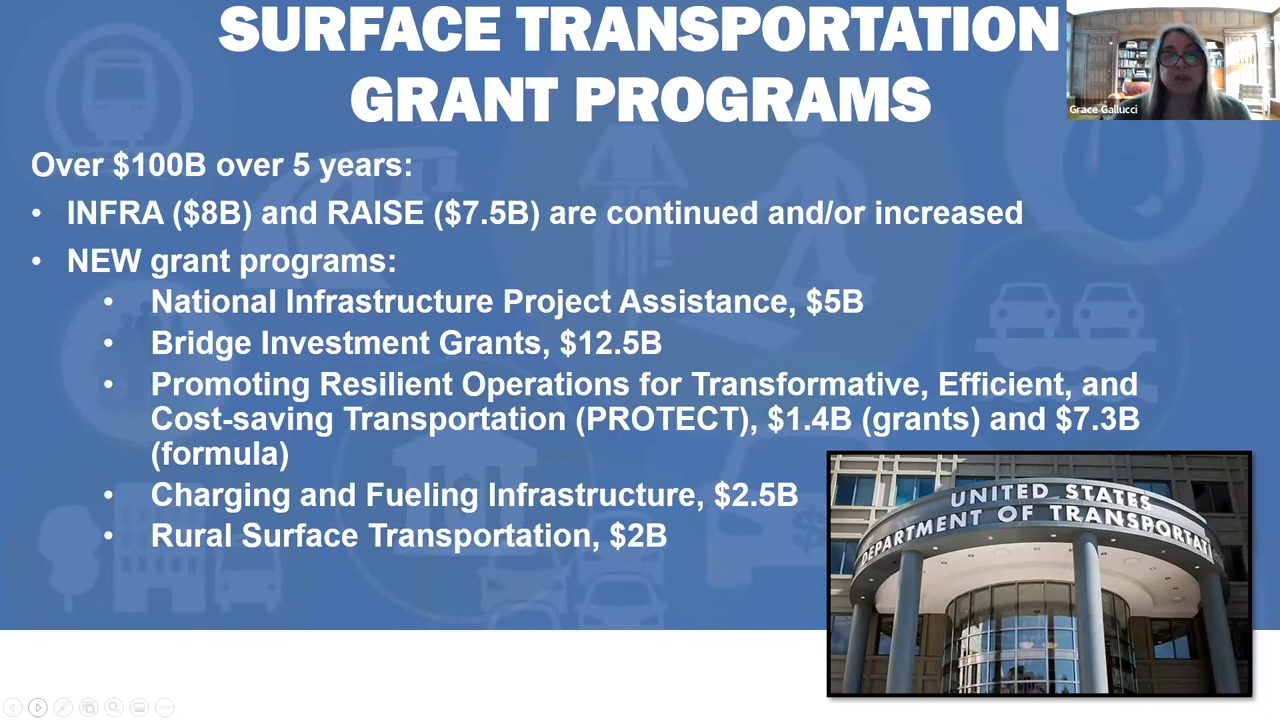 SURFACE TRANSPORTATION
GRANT PROGRAMS
Grace Gallucci
Over $100B over 5 years:
• INFRA ($8B) and RAISE ($7.5B) are continued and/or increased
• NEW grant programs:
• National Infrastructure Project Assistance, $5B
• Bridge Investment Grants, $12.5B
• Promoting Resilient Operations for Transformative, Efficient, and
Cost-saving Transportation (PROTECT), $1.4B (grants) and $7.3B
(formula)
• Charging and Fueling Infrastructure, $2.5B
• Rural Surface Transportation, $2B
UNITED STATES
DEPARTMENT OF TRANSPORTATI